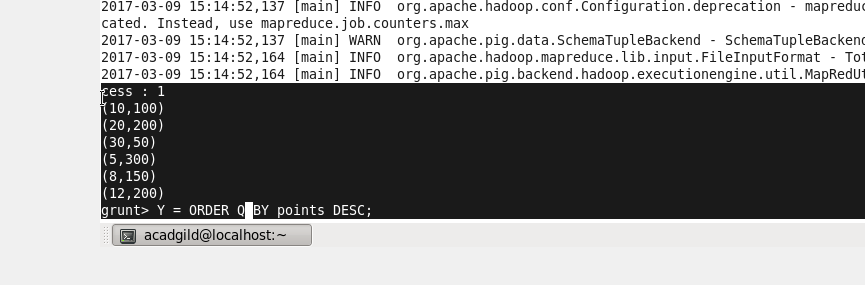 2017-03-09 15:14:52,137 [main] INFO  org.apache.hadoop.conf.Configuration.deprecation - mapreduc
cated. Instead, use mapreduce.job.counters.max
2017-03-09 15:14:52,137 [main] WARN  org.apache.pig.data.SchemaTupleBackend - SchemaTupleBackend
2017-03-09 15:14:52,164 [main] INFO  org.apache.hadoop.mapreduce.lib.input.FileInputFormat - Tot
2017-03-09 15:14:52,164 [main] INFO  org.apache.pig.backend.hadoop.executionengine.util.MapRedUt
cess : 1
(10,100)
(20,200)
(30,50)
(5,300)
(8,150)
(12,200)
grunt> Y = ORDER Q BY points DESC;
acadgild@localhost:~